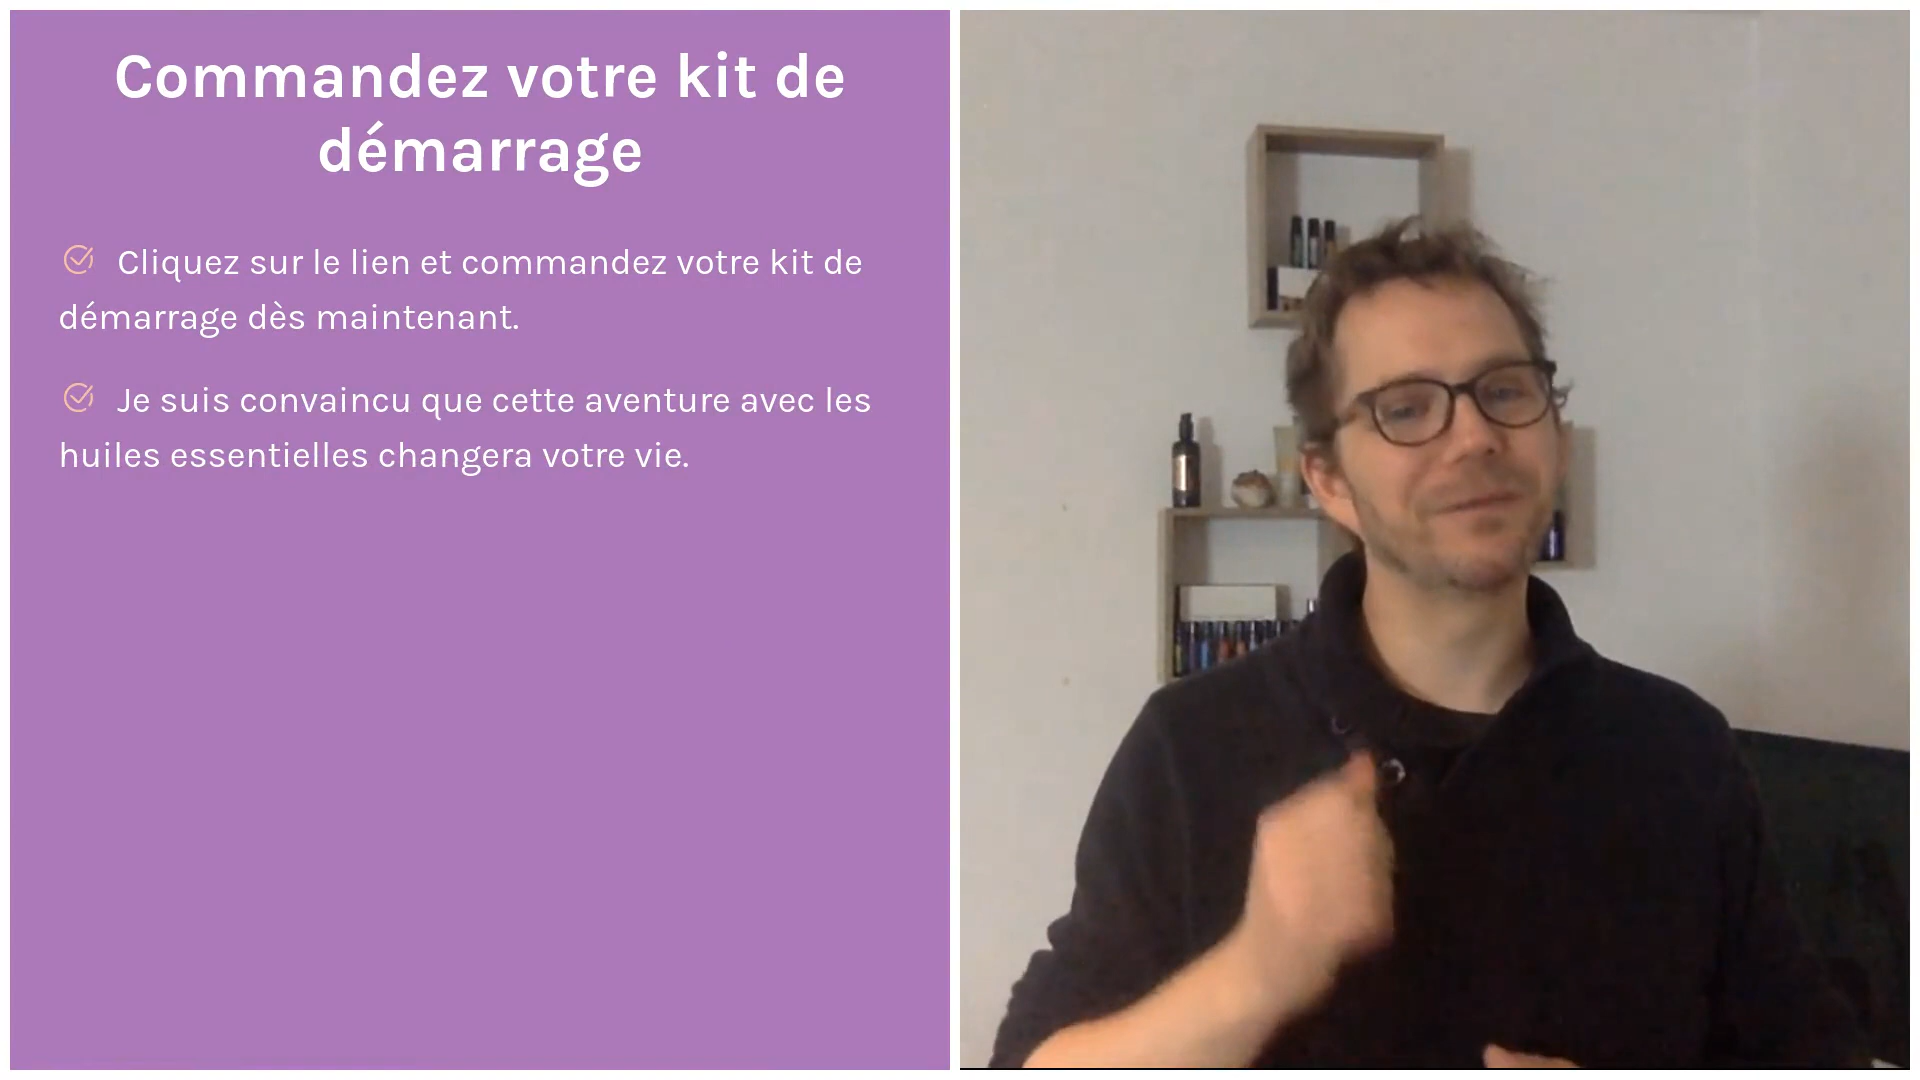 Commandez votre kit de
démarrage
Cliquez sur le lien et commandez votre kit de
démarrage dès maintenant.
Je suis convaincu que cette aventure avec les
huiles essentielles changera votre vie.